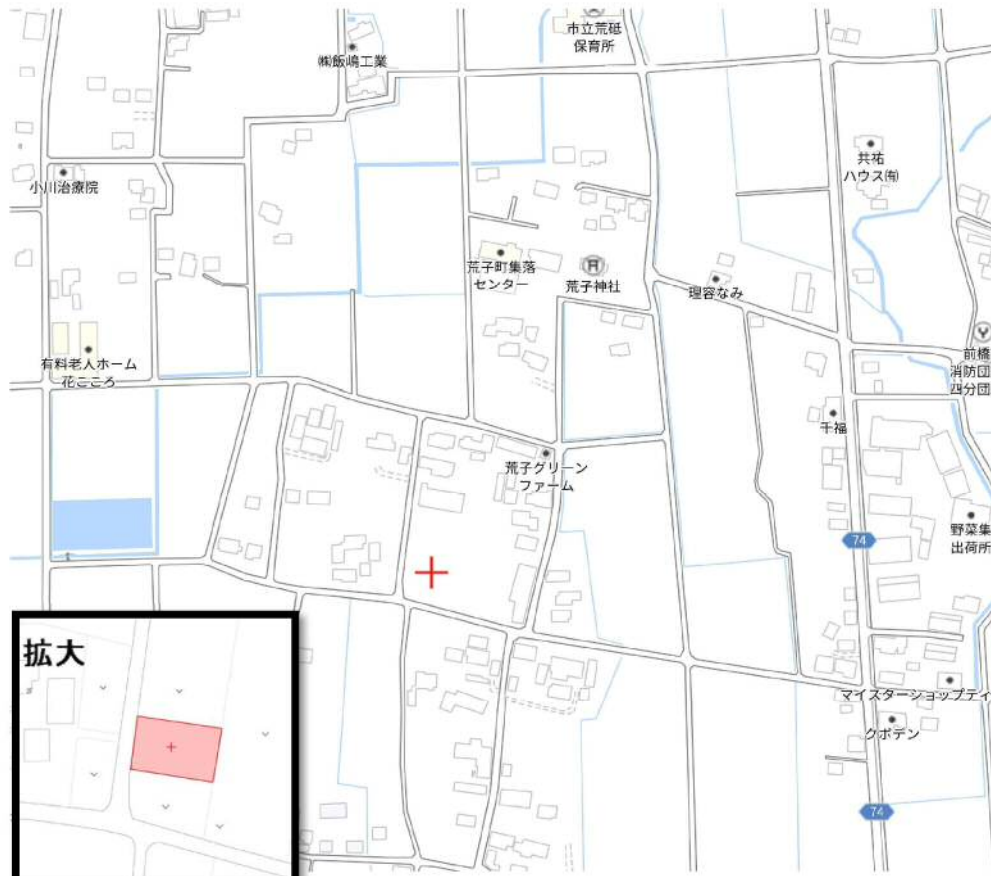 市立荒砥
保育所
㈱飯嶋工業
共祐
ハウス㈲
小川治療院
荒子町集落
センター
荒子神社
理容なみ
有料老人ホーム
花こころ
前橋
消防団
四分団
千福
荒子グリーン
ファーム
74
野菜集
出荷所
拡大
マイスターショップティ
クボデン
74